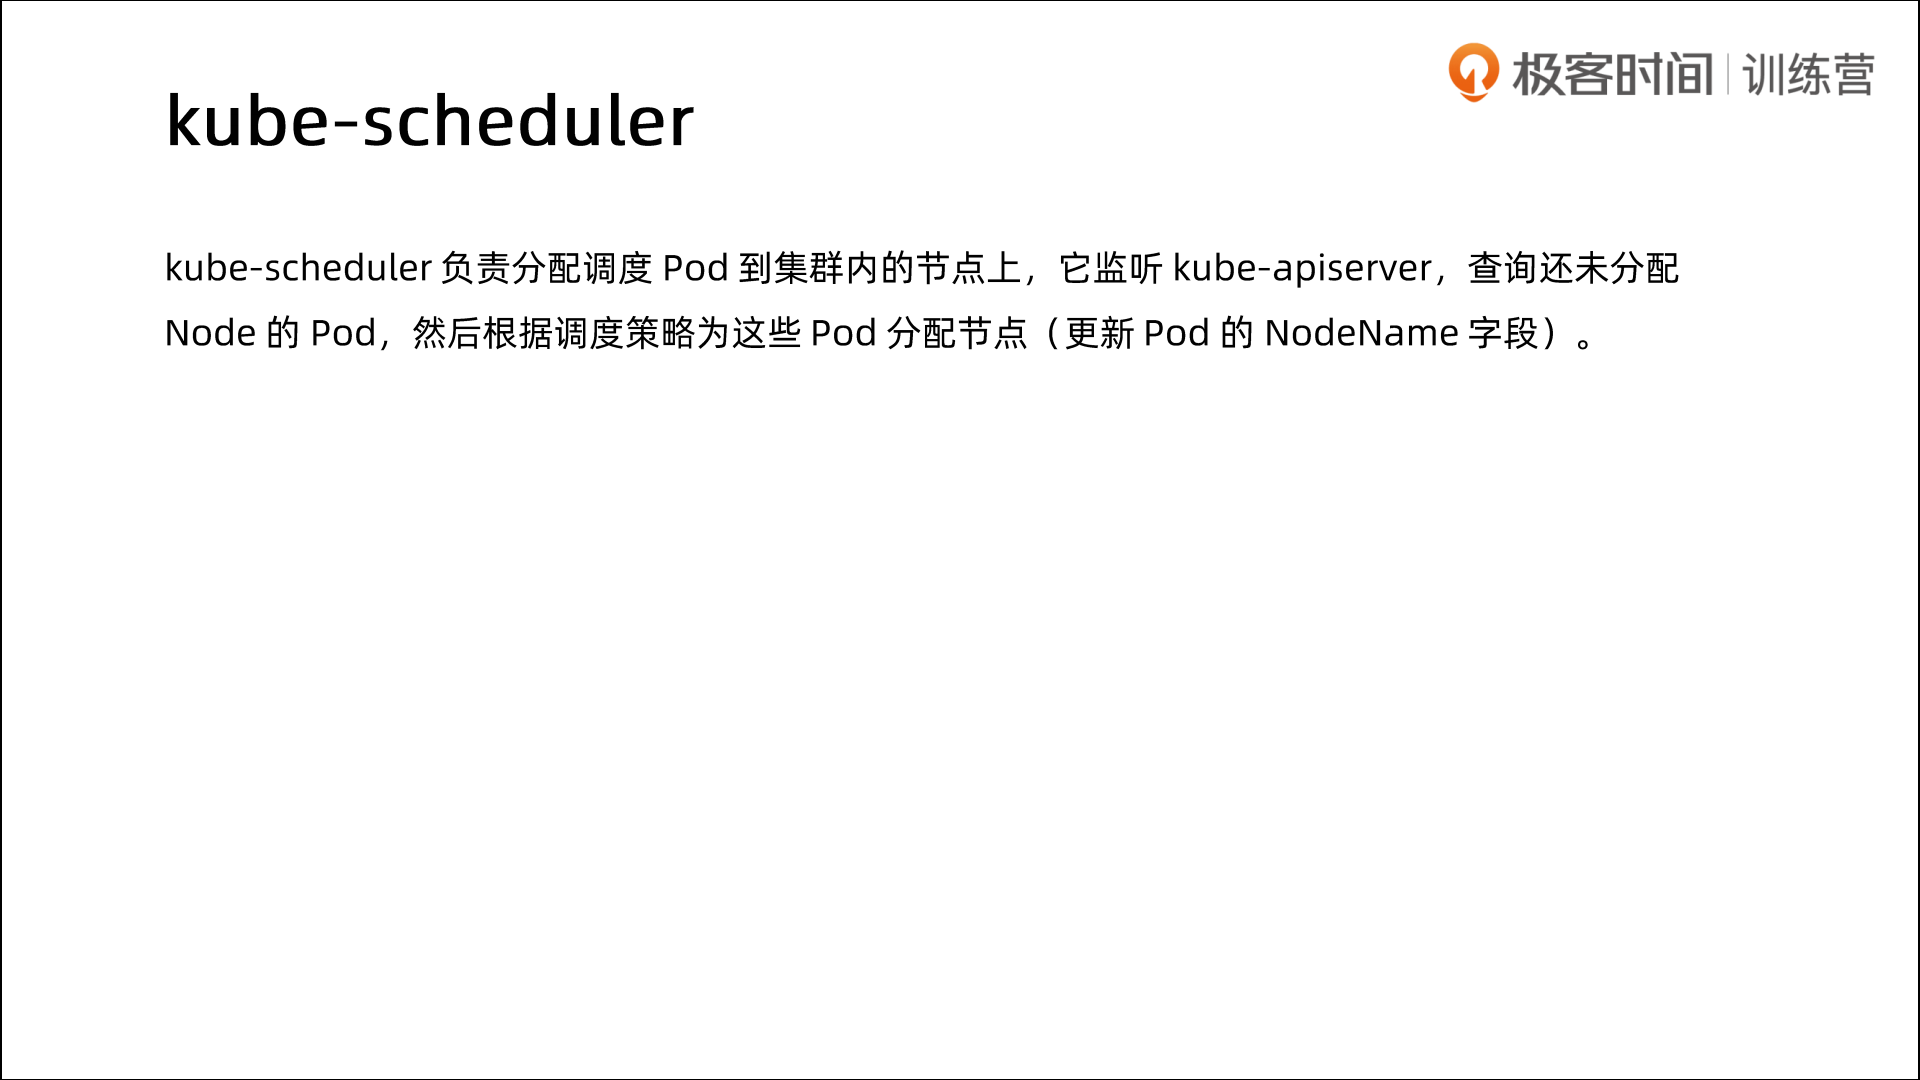 极客时间 | 训练营
kube-scheduler
kube-scheduler 负责分配调度 Pod 到集群内的节点上，它监听 kube-apiserver，查询还未分配
Node 的 Pod，然后根据调度策略为这些 Pod 分配节点（更新 Pod 的 NodeName 字段）。